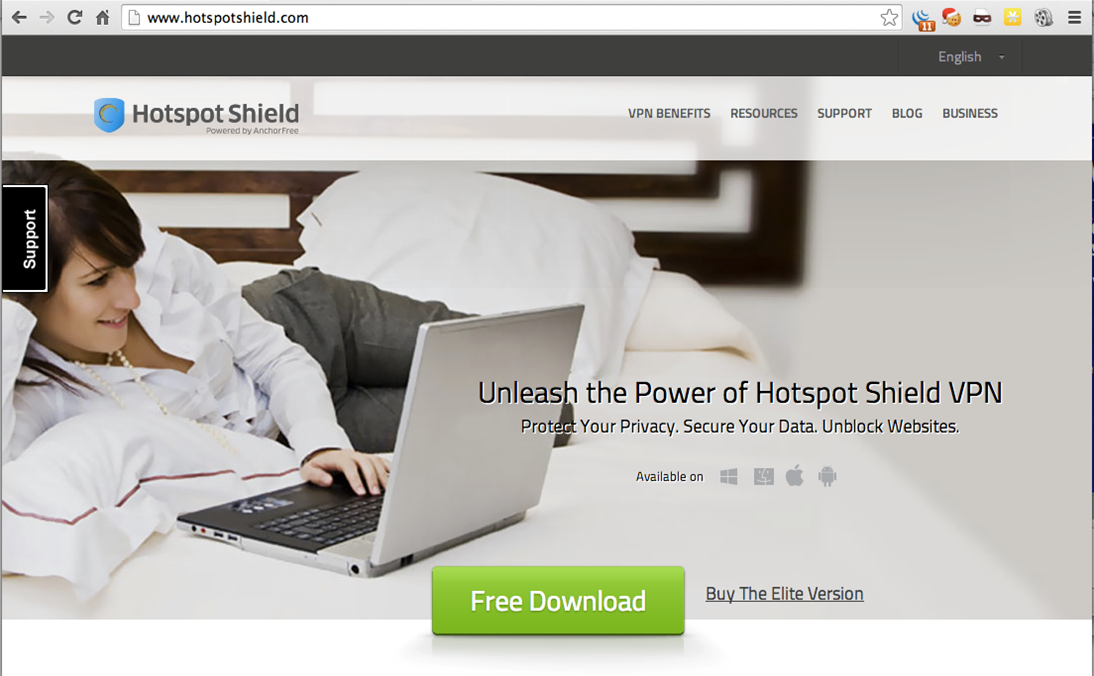 www.hotspotshield.com
11
English
Hotspot Shield
Powered by AnchorFree
VPN BENEFITS RESOURCES SUPPORT BLOG BUSINESS
Support
Unleash the Power of Hotspot Shield VPN
Protect Your Privacy. Secure Your Data. Unblock Websites.
Available on
Free Download
Buy The Elite Version